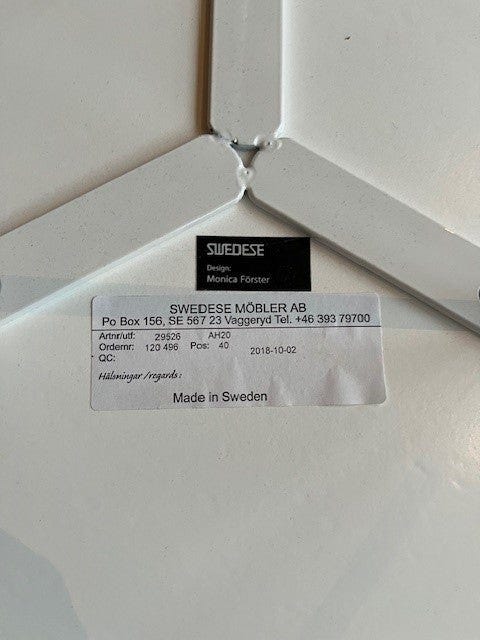 SWEDESE
Design:
Monica Förster
SWEDESE MÖBLER AB
Po Box 156, SE 567 23 Vaggeryd Tel. +46 393 79700
Artnr/utf: 29526 AH20
Ordernr: 120 496 Pos: 40 2018-10-02
QC:
Hälsningar /regards :
Made in Sweden